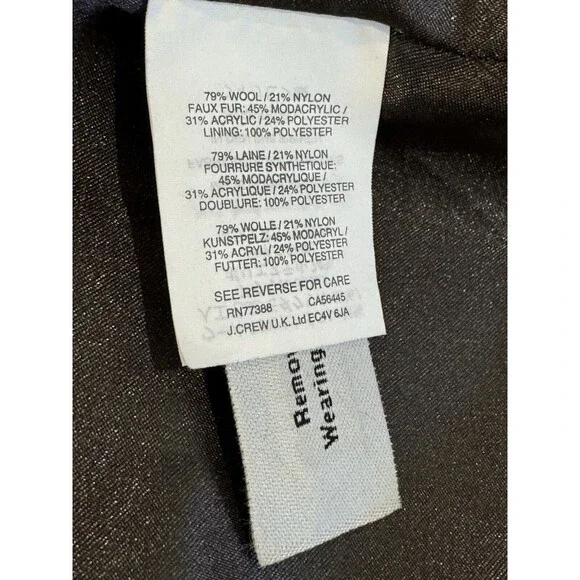 79% WOOL / 21% NYLON
FAUX FUR: 45% MODACRYLIC /
31% ACRYLIC / 24% POLYESTER
LINING: 100% POLYESTER
79% LAINE / 21% NYLON
FOURRURE SYNTHÉTIQUE:
45% MODACRYLIQUE /
31% ACRYLIQUE / 24% POLYESTER
DOUBLURE: 100% POLYESTER
79% WOLLE / 21% NYLON
KUNSTPELZ: 45% MODACRYL /
31% ACRYL / 24% POLYESTER
FUTTER: 100% POLYESTER
SEE REVERSE FOR CARE
RN77388 CA56445
J.CREW U.K. Ltd EC4V 6JA
Remov
Wearing